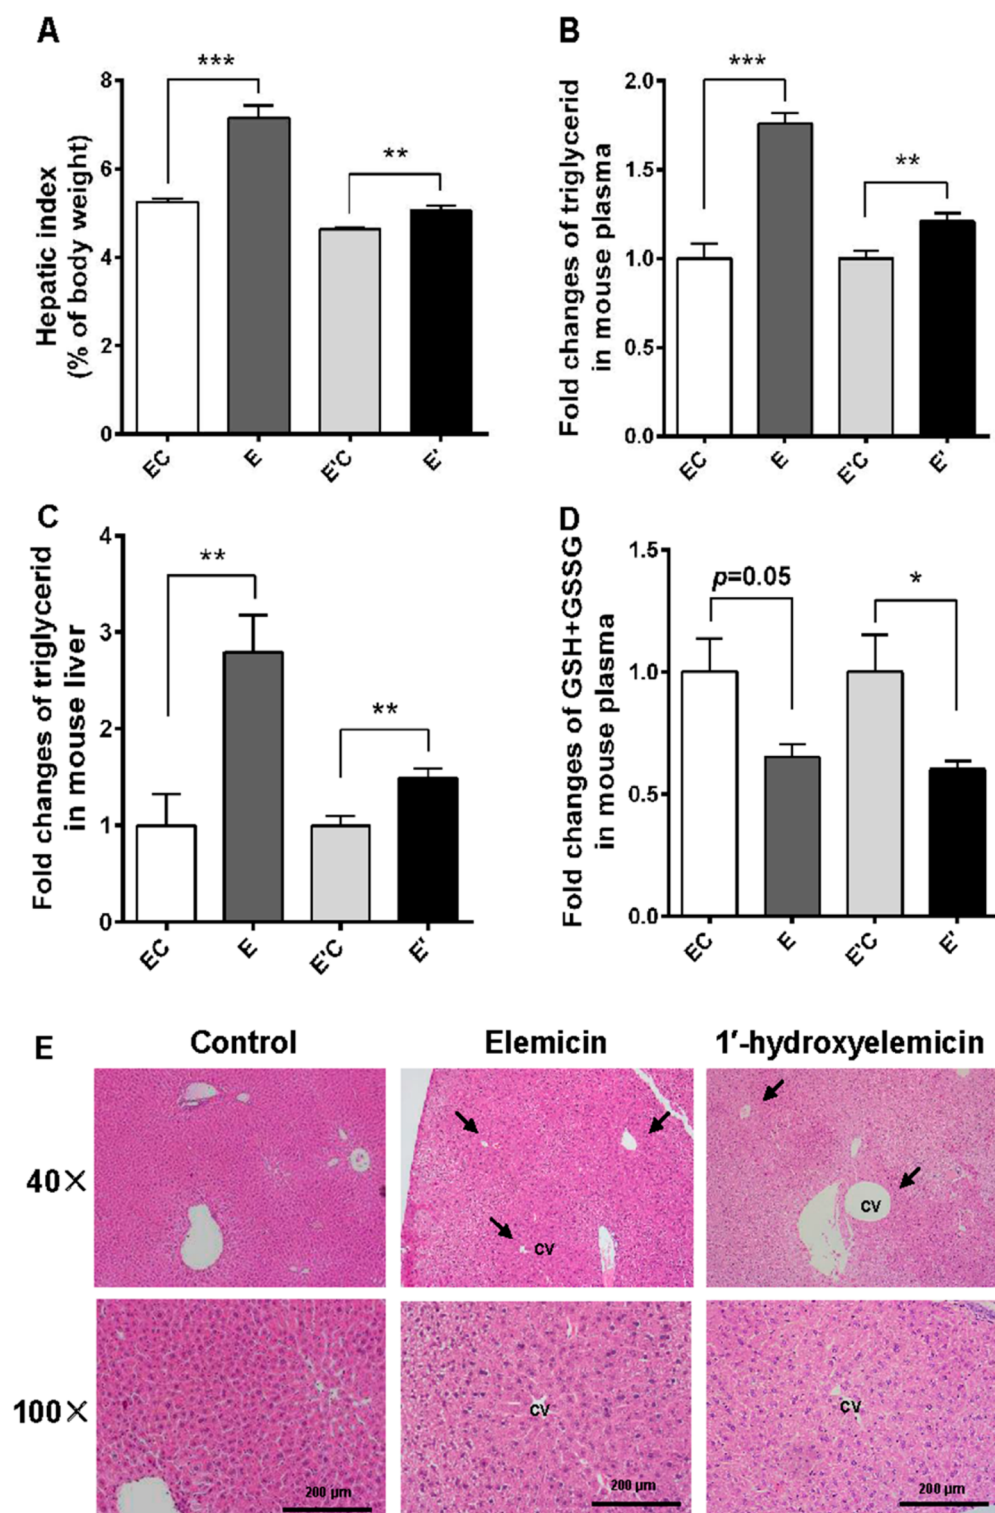 A
Hepatic index
(% of body weight)
8
6
4
2
0
***
**
EC
E
E'C
E'
B
Fold changes of triglycerid
in mouse plasma
2.0
1.5
1.0
0.5
0.0
***
**
EC
E
E'C
E'
C
Fold changes of triglycerid
in mouse liver
4
3
2
1
0
**
**
EC
E
E'C
E'
D
Fold changes of GSH+GSSG
in mouse plasma
1.5
1.0
0.5
0.0
p=0.05
*
EC
E
E'C
E'
E
Control
Elemicin
1′-hydroxyelemicin
40×
CV
CV
100×
CV
CV
200 μm
200 μm
200 μm